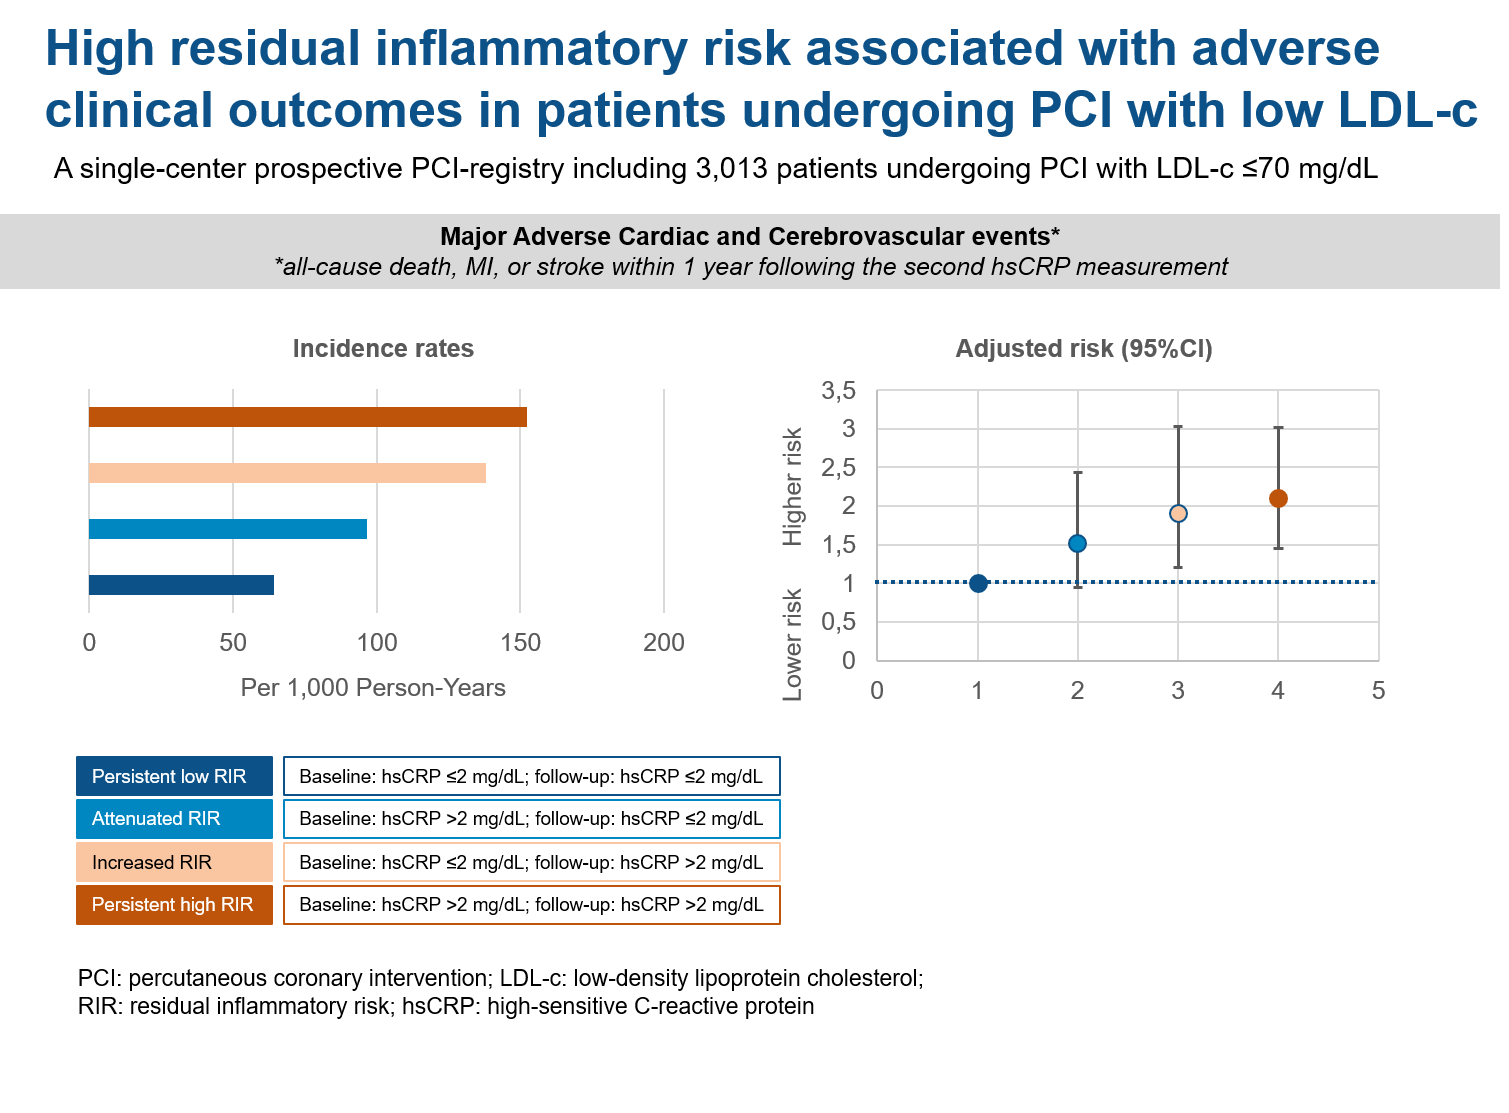 High residual inflammatory risk associated with adverse
clinical outcomes in patients undergoing PCI with low LDL-c
A single-center prospective PCI-registry including 3,013 patients undergoing PCI with LDL-c ≤70 mg/dL
Major Adverse Cardiac and Cerebrovascular events*
*all-cause death, MI, or stroke within 1 year following the second hsCRP measurement
Incidence rates
0 50 100 150 200
Per 1,000 Person-Years
Adjusted risk (95%CI)
Higher risk
Lower risk
3,5
3
2,5
2
1,5
1
0,5
0
0 1 2 3 4 5
Persistent low RIR Baseline: hsCRP ≤2 mg/dL; follow-up: hsCRP ≤2 mg/dL
Attenuated RIR Baseline: hsCRP >2 mg/dL; follow-up: hsCRP ≤2 mg/dL
Increased RIR Baseline: hsCRP ≤2 mg/dL; follow-up: hsCRP >2 mg/dL
Persistent high RIR Baseline: hsCRP >2 mg/dL; follow-up: hsCRP >2 mg/dL
PCI: percutaneous coronary intervention; LDL-c: low-density lipoprotein cholesterol;
RIR: residual inflammatory risk; hsCRP: high-sensitive C-reactive protein